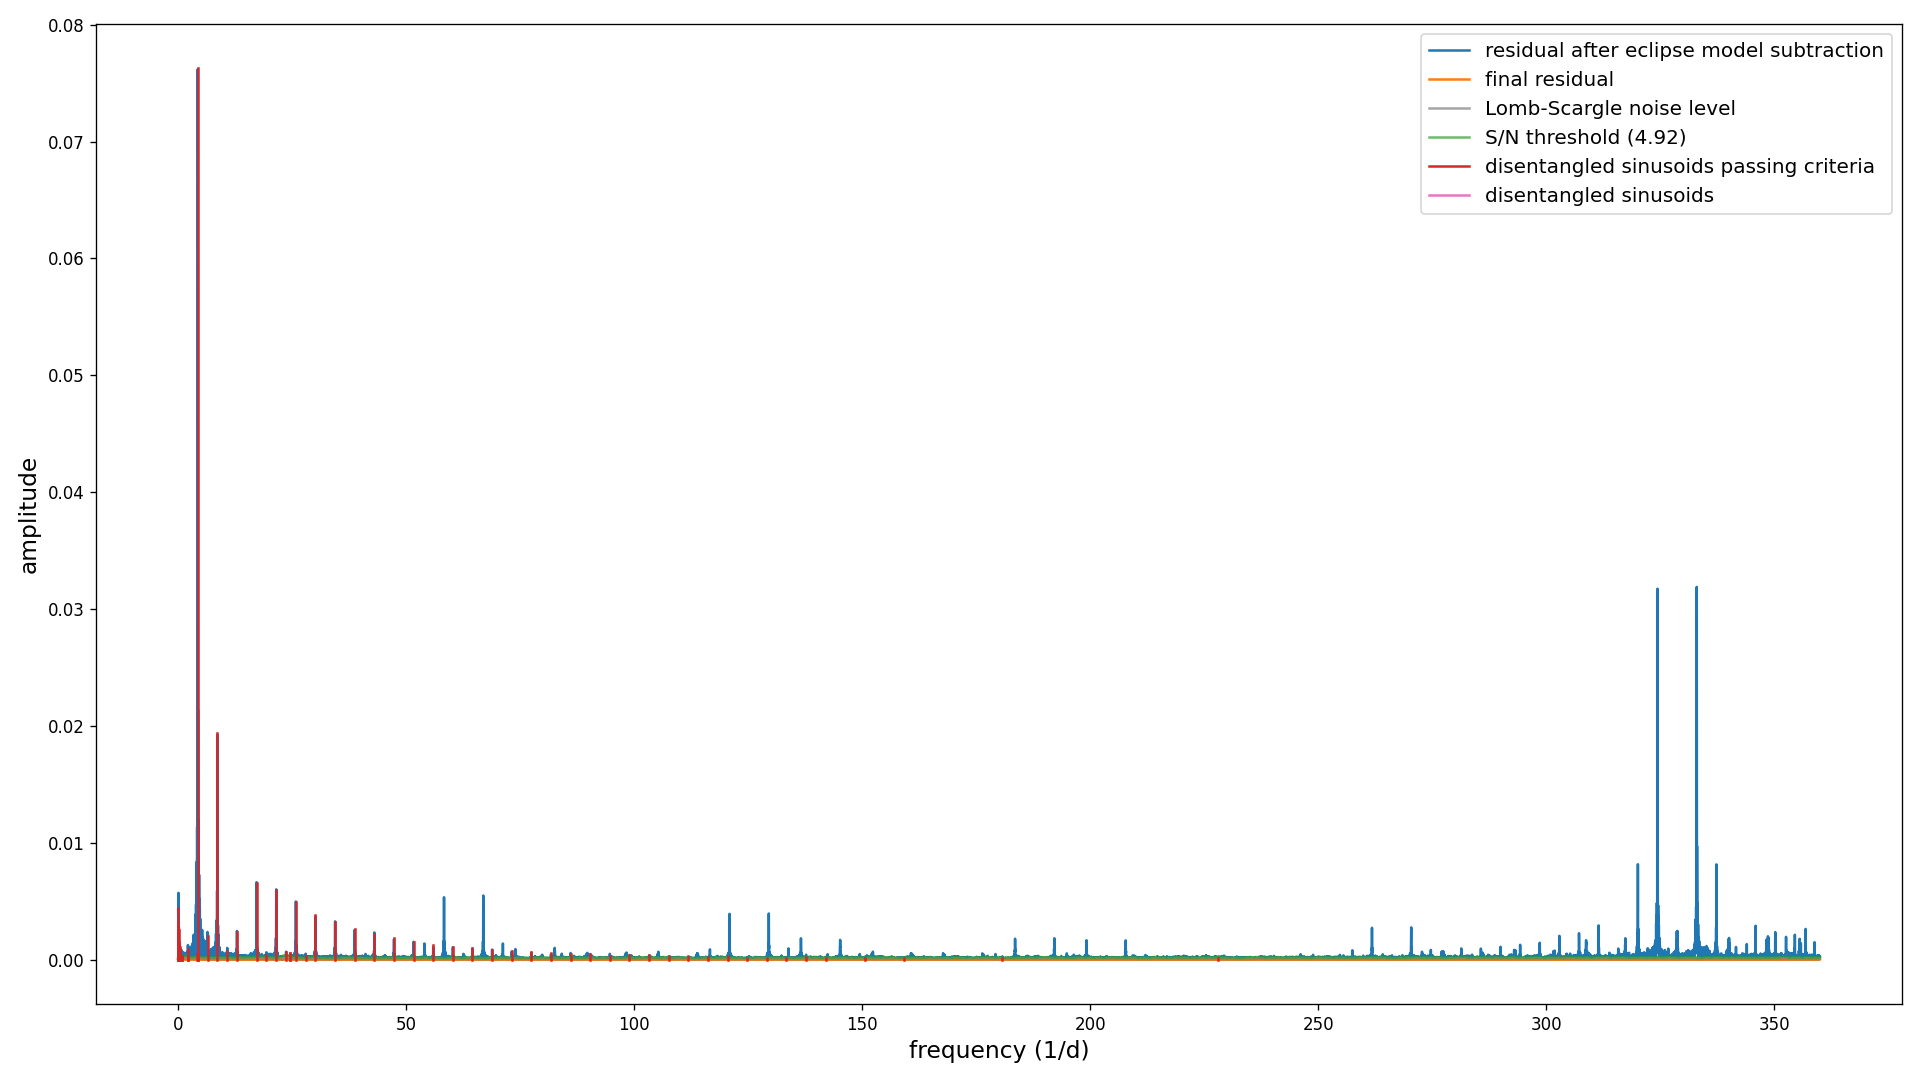 0.08
0.07
0.06
0.05
0.04
0.03
0.02
0.01
0.00
amplitude
residual after eclipse model subtraction
final residual
Lomb-Scargle noise level
S/N threshold (4.92)
disentangled sinusoids passing criteria
disentangled sinusoids
0 50 100 150 200 250 300 350
frequency (1/d)